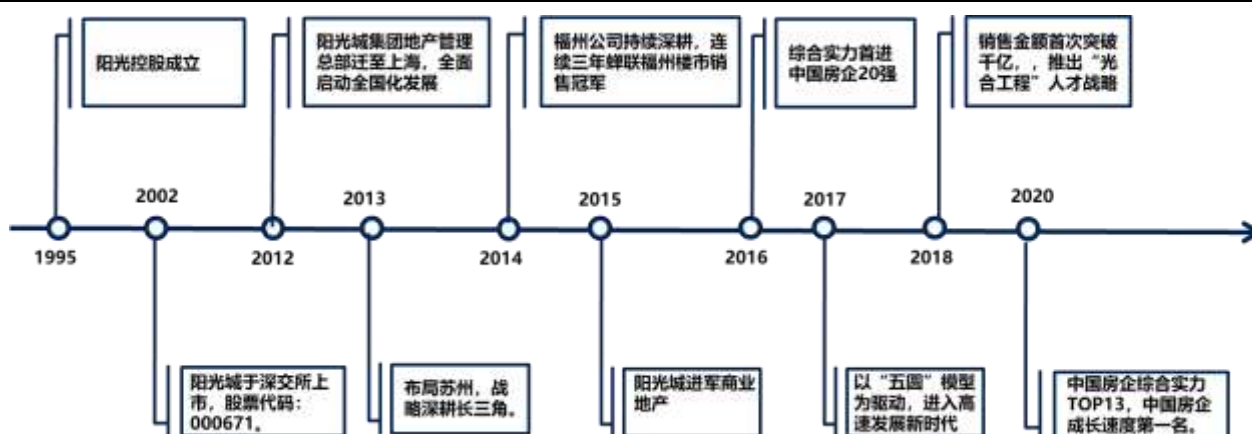 阳光控股成立
阳光城集团地产管理
总部迁至上海，全面
启动全国化发展
福州公司持续深耕，连
续三年蝉联福州楼市销
售冠军
综合实力首进
中国房企20强
销售金额首次突破
千亿，，推出“光
合工程”人才战略
2002
2013
2015
2017
2020
1995
2012
2014
2016
2018
阳光城于深交所上
市，股票代码：
000671。
布局苏州，战
略深耕长三角。
阳光城进军商业
地产
以“五圆”模型
为驱动，进入高
速发展新时代
中国房企综合实力
TOP13，中国房企
成长速度第一名。